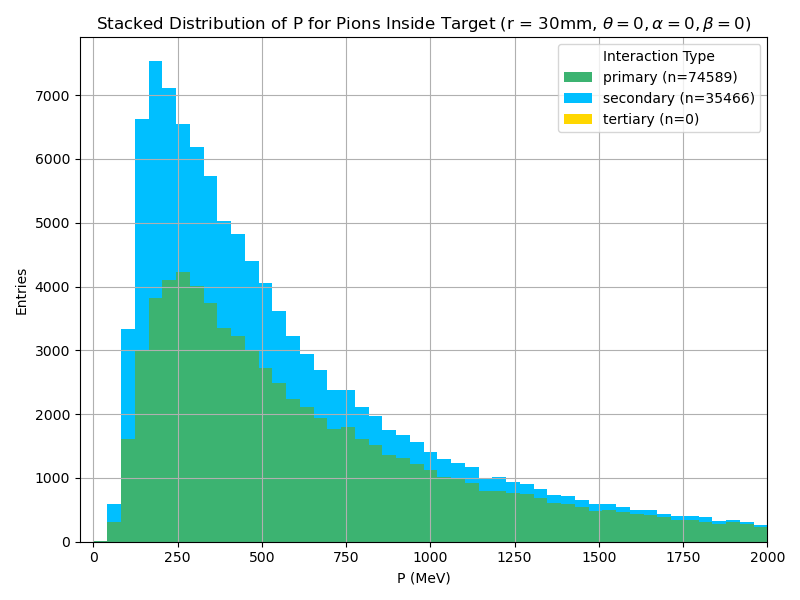 Stacked Distribution of P for Pions Inside Target (r = 30mm, θ = 0, α = 0, β = 0)
Interaction Type
primary (n=74589)
secondary (n=35466)
tertiary (n=0)
7000
6000
5000
4000
3000
2000
1000
0
Entries
0 250 500 750 1000 1250 1500 1750 2000
P (MeV)